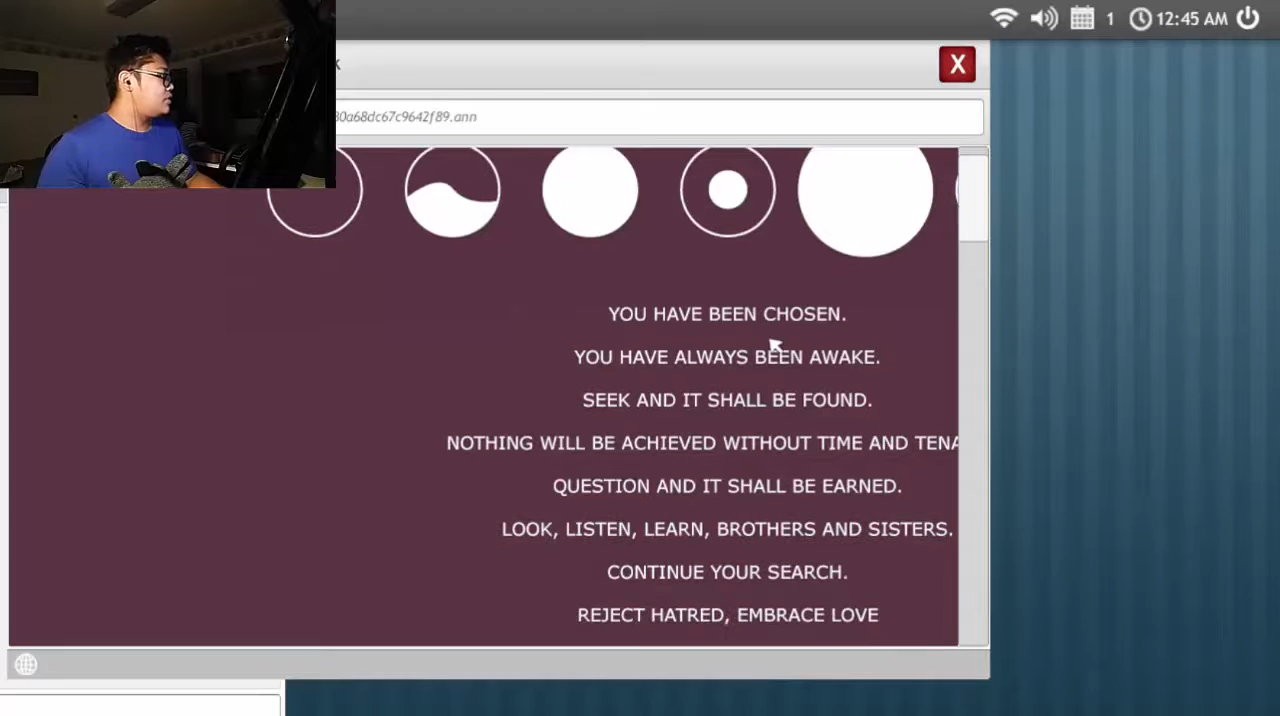 1 12:45 AM
X
30a68dc67c9642f89.ann
YOU HAVE BEEN CHOSEN.
YOU HAVE ALWAYS BEEN AWAKE.
SEEK AND IT SHALL BE FOUND.
NOTHING WILL BE ACHIEVED WITHOUT TIME AND TENA
QUESTION AND IT SHALL BE EARNED.
LOOK, LISTEN, LEARN, BROTHERS AND SISTERS.
CONTINUE YOUR SEARCH.
REJECT HATRED, EMBRACE LOVE